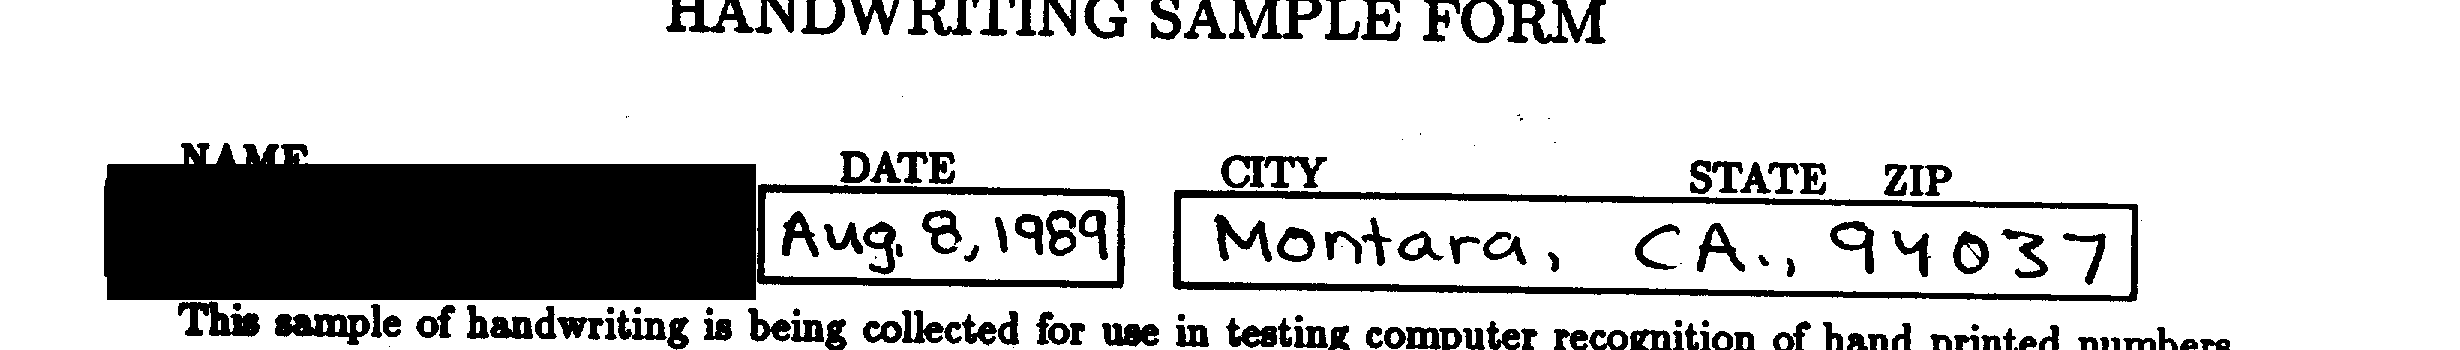 HANDWRITING SAMPLE FORM
NAME DATE CITY STATE ZIP
Aug. 8, 1989 Montara, CA., 94037
This sample of handwriting is being collected for use in testing computer recognition of hand printed numbers